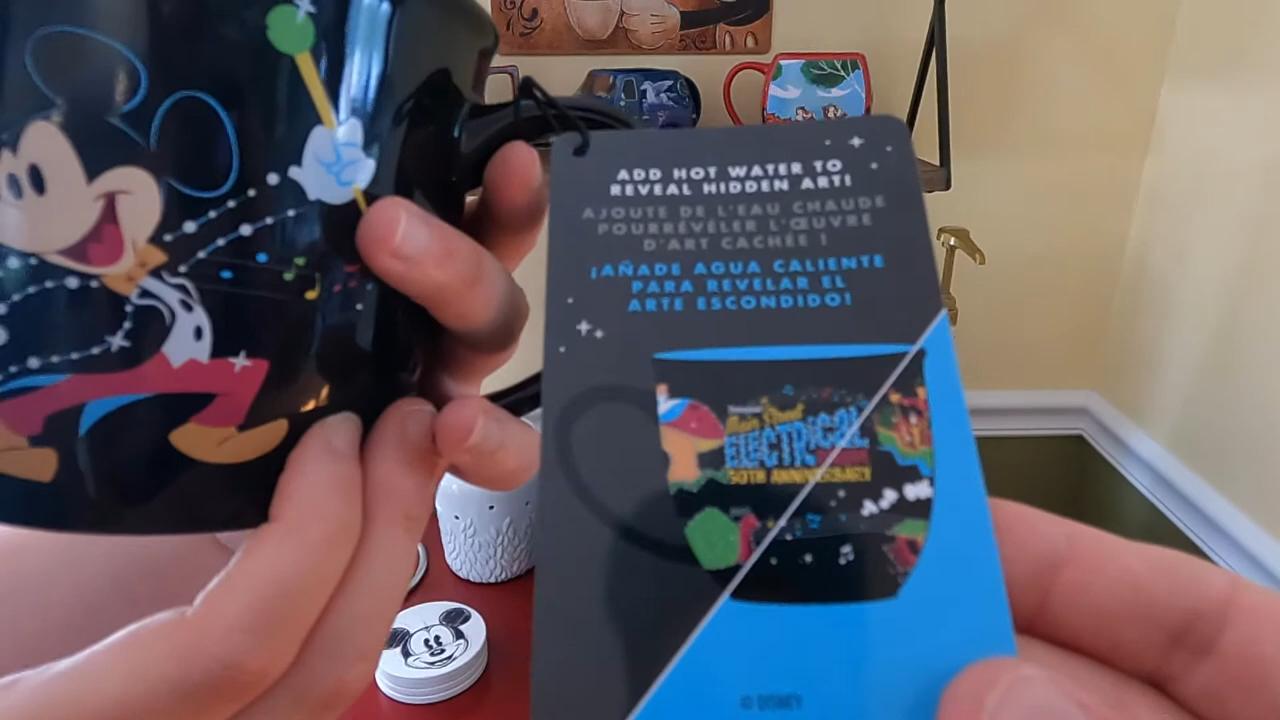 ADD HOT WATER TO
REVEAL HIDDEN ART!
AJOUTE DE L'EAU CHAUDE
POURRÉVÉLER L'ŒUVRE
D'ART CACHÉE !
¡AÑADE AGUA CALIENTE
PARA REVELAR EL
ARTE ESCONDIDO!
Main Street
ELECTRICAL
50TH ANNIVERSARY
© DISNEY